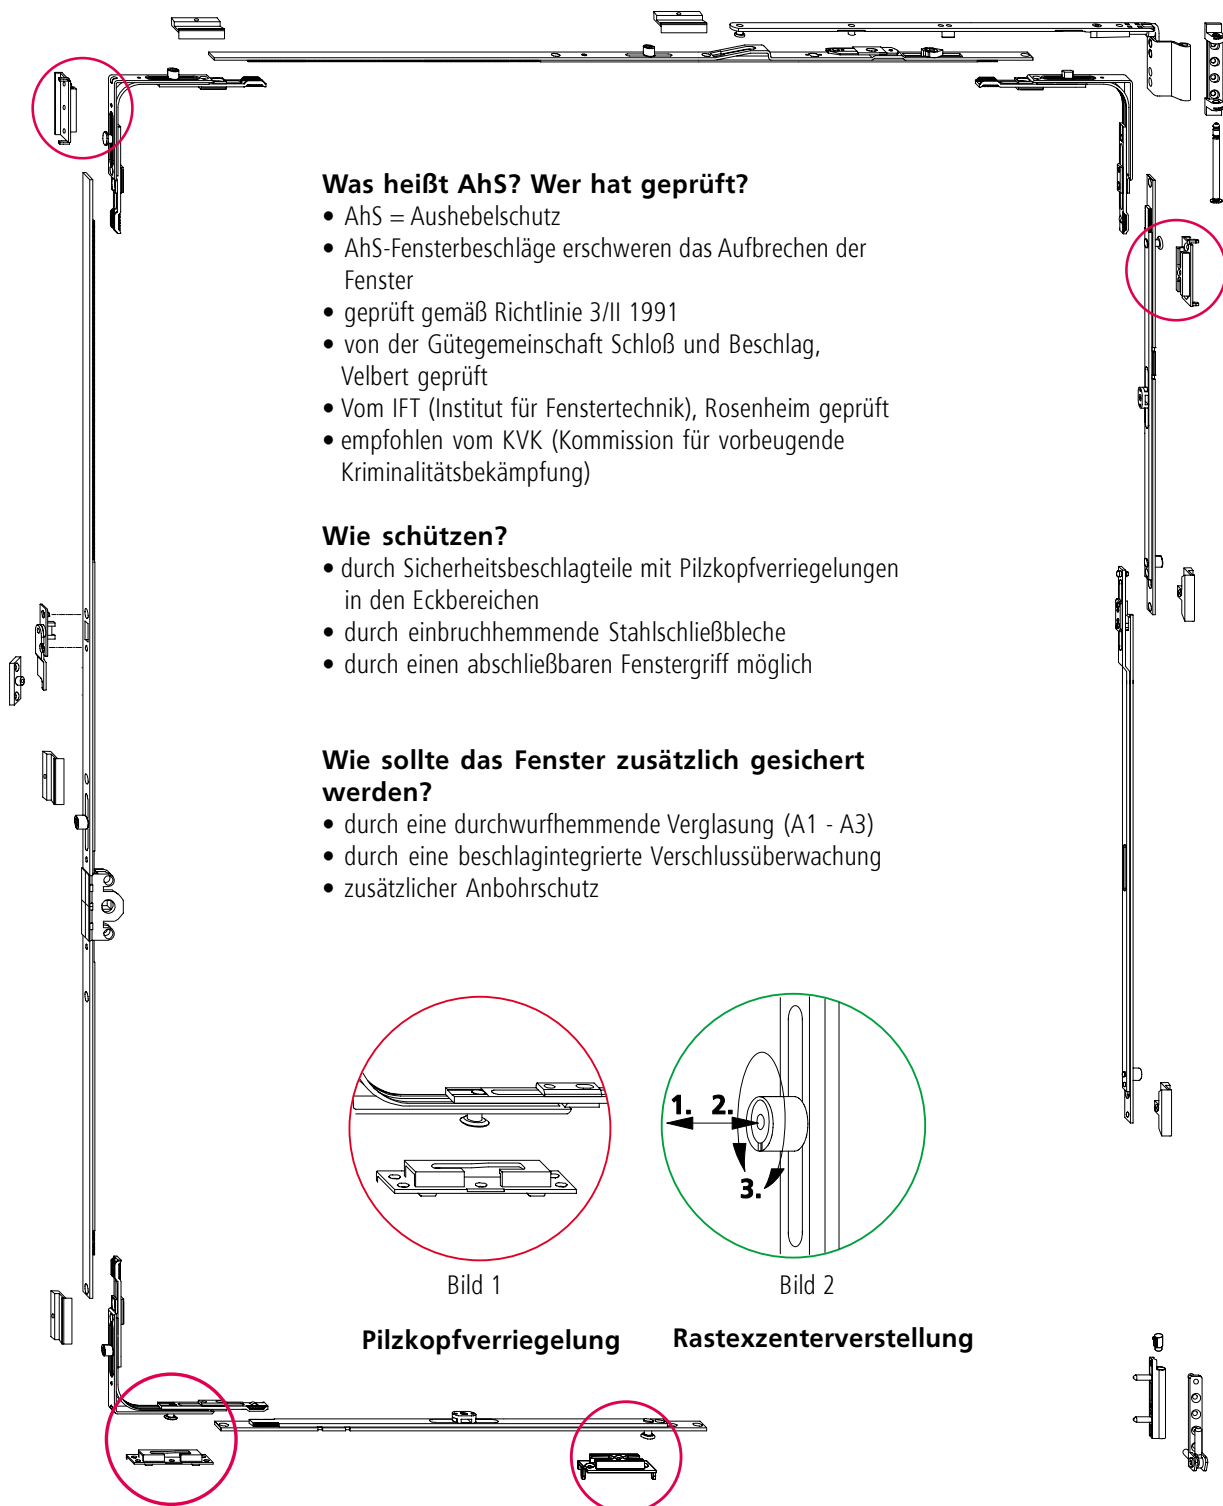 Was heißt AhS? Wer hat geprüft?
• AhS = Aushebelschutz
• AhS-Fensterbeschläge erschweren das Aufbrechen der
Fenster
• geprüft gemäß Richtlinie 3/II 1991
• von der Gütegemeinschaft Schloß und Beschlag,
Velbert geprüft
• Vom IFT (Institut für Fenstertechnik), Rosenheim geprüft
• empfohlen vom KVK (Kommission für vorbeugende
Kriminalitätsbekämpfung)
Wie schützen?
• durch Sicherheitsbeschlagteile mit Pilzkopfverriegelungen
in den Eckbereichen
• durch einbruchhemmende Stahlschließbleche
• durch einen abschließbaren Fenstergriff möglich
Wie sollte das Fenster zusätzlich gesichert
werden?
• durch eine durchwurfhemmende Verglasung (A1 - A3)
• durch eine beschlagintegrierte Verschlussüberwachung
• zusätzlicher Anbohrschutz
1. 2.
3.
Bild 1
Bild 2
Pilzkopfverriegelung
Rastexzenterverstellung